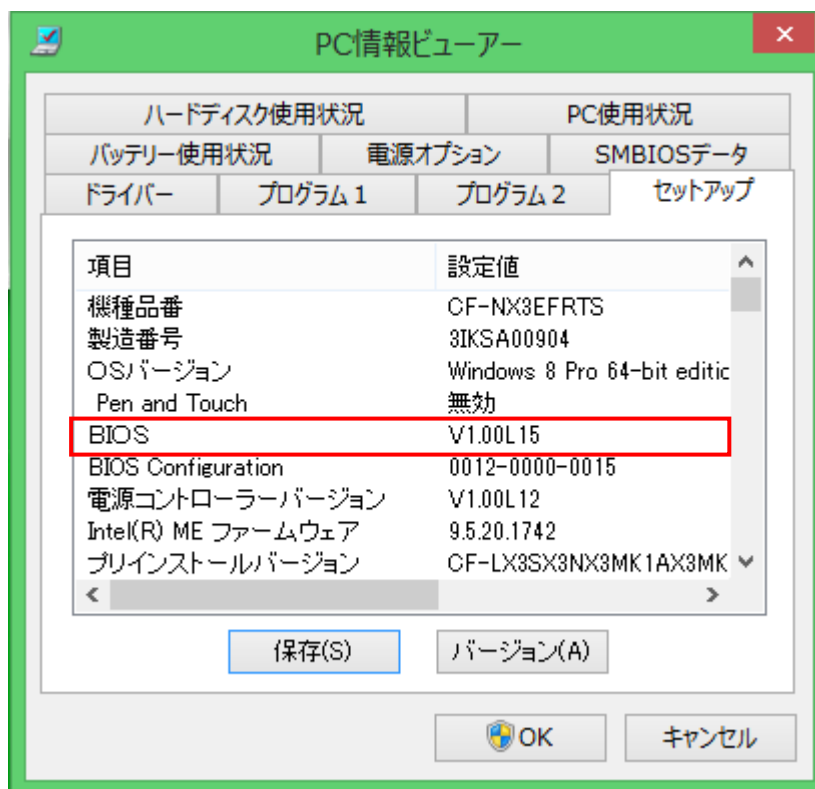 PC情報ビューアー
ハードディスク使用状況 PC使用状況
バッテリー使用状況 電源オプション SMBIOSデータ
ドライバー プログラム 1 プログラム 2 セットアップ
項目 設定値
機種品番 CF-NX3EFRTS
製造番号 3IKSA00904
OSバージョン Windows 8 Pro 64-bit editic
Pen and Touch 無効
BIOS V1.00L15
BIOS Configuration 0012-0000-0015
電源コントローラーバージョン V1.00L12
Intel(R) ME ファームウェア 9.5.20.1742
プリインストールバージョン CF-LX3SX3NX3MK1AX3MK
保存(S) バージョン(A)
OK キャンセル